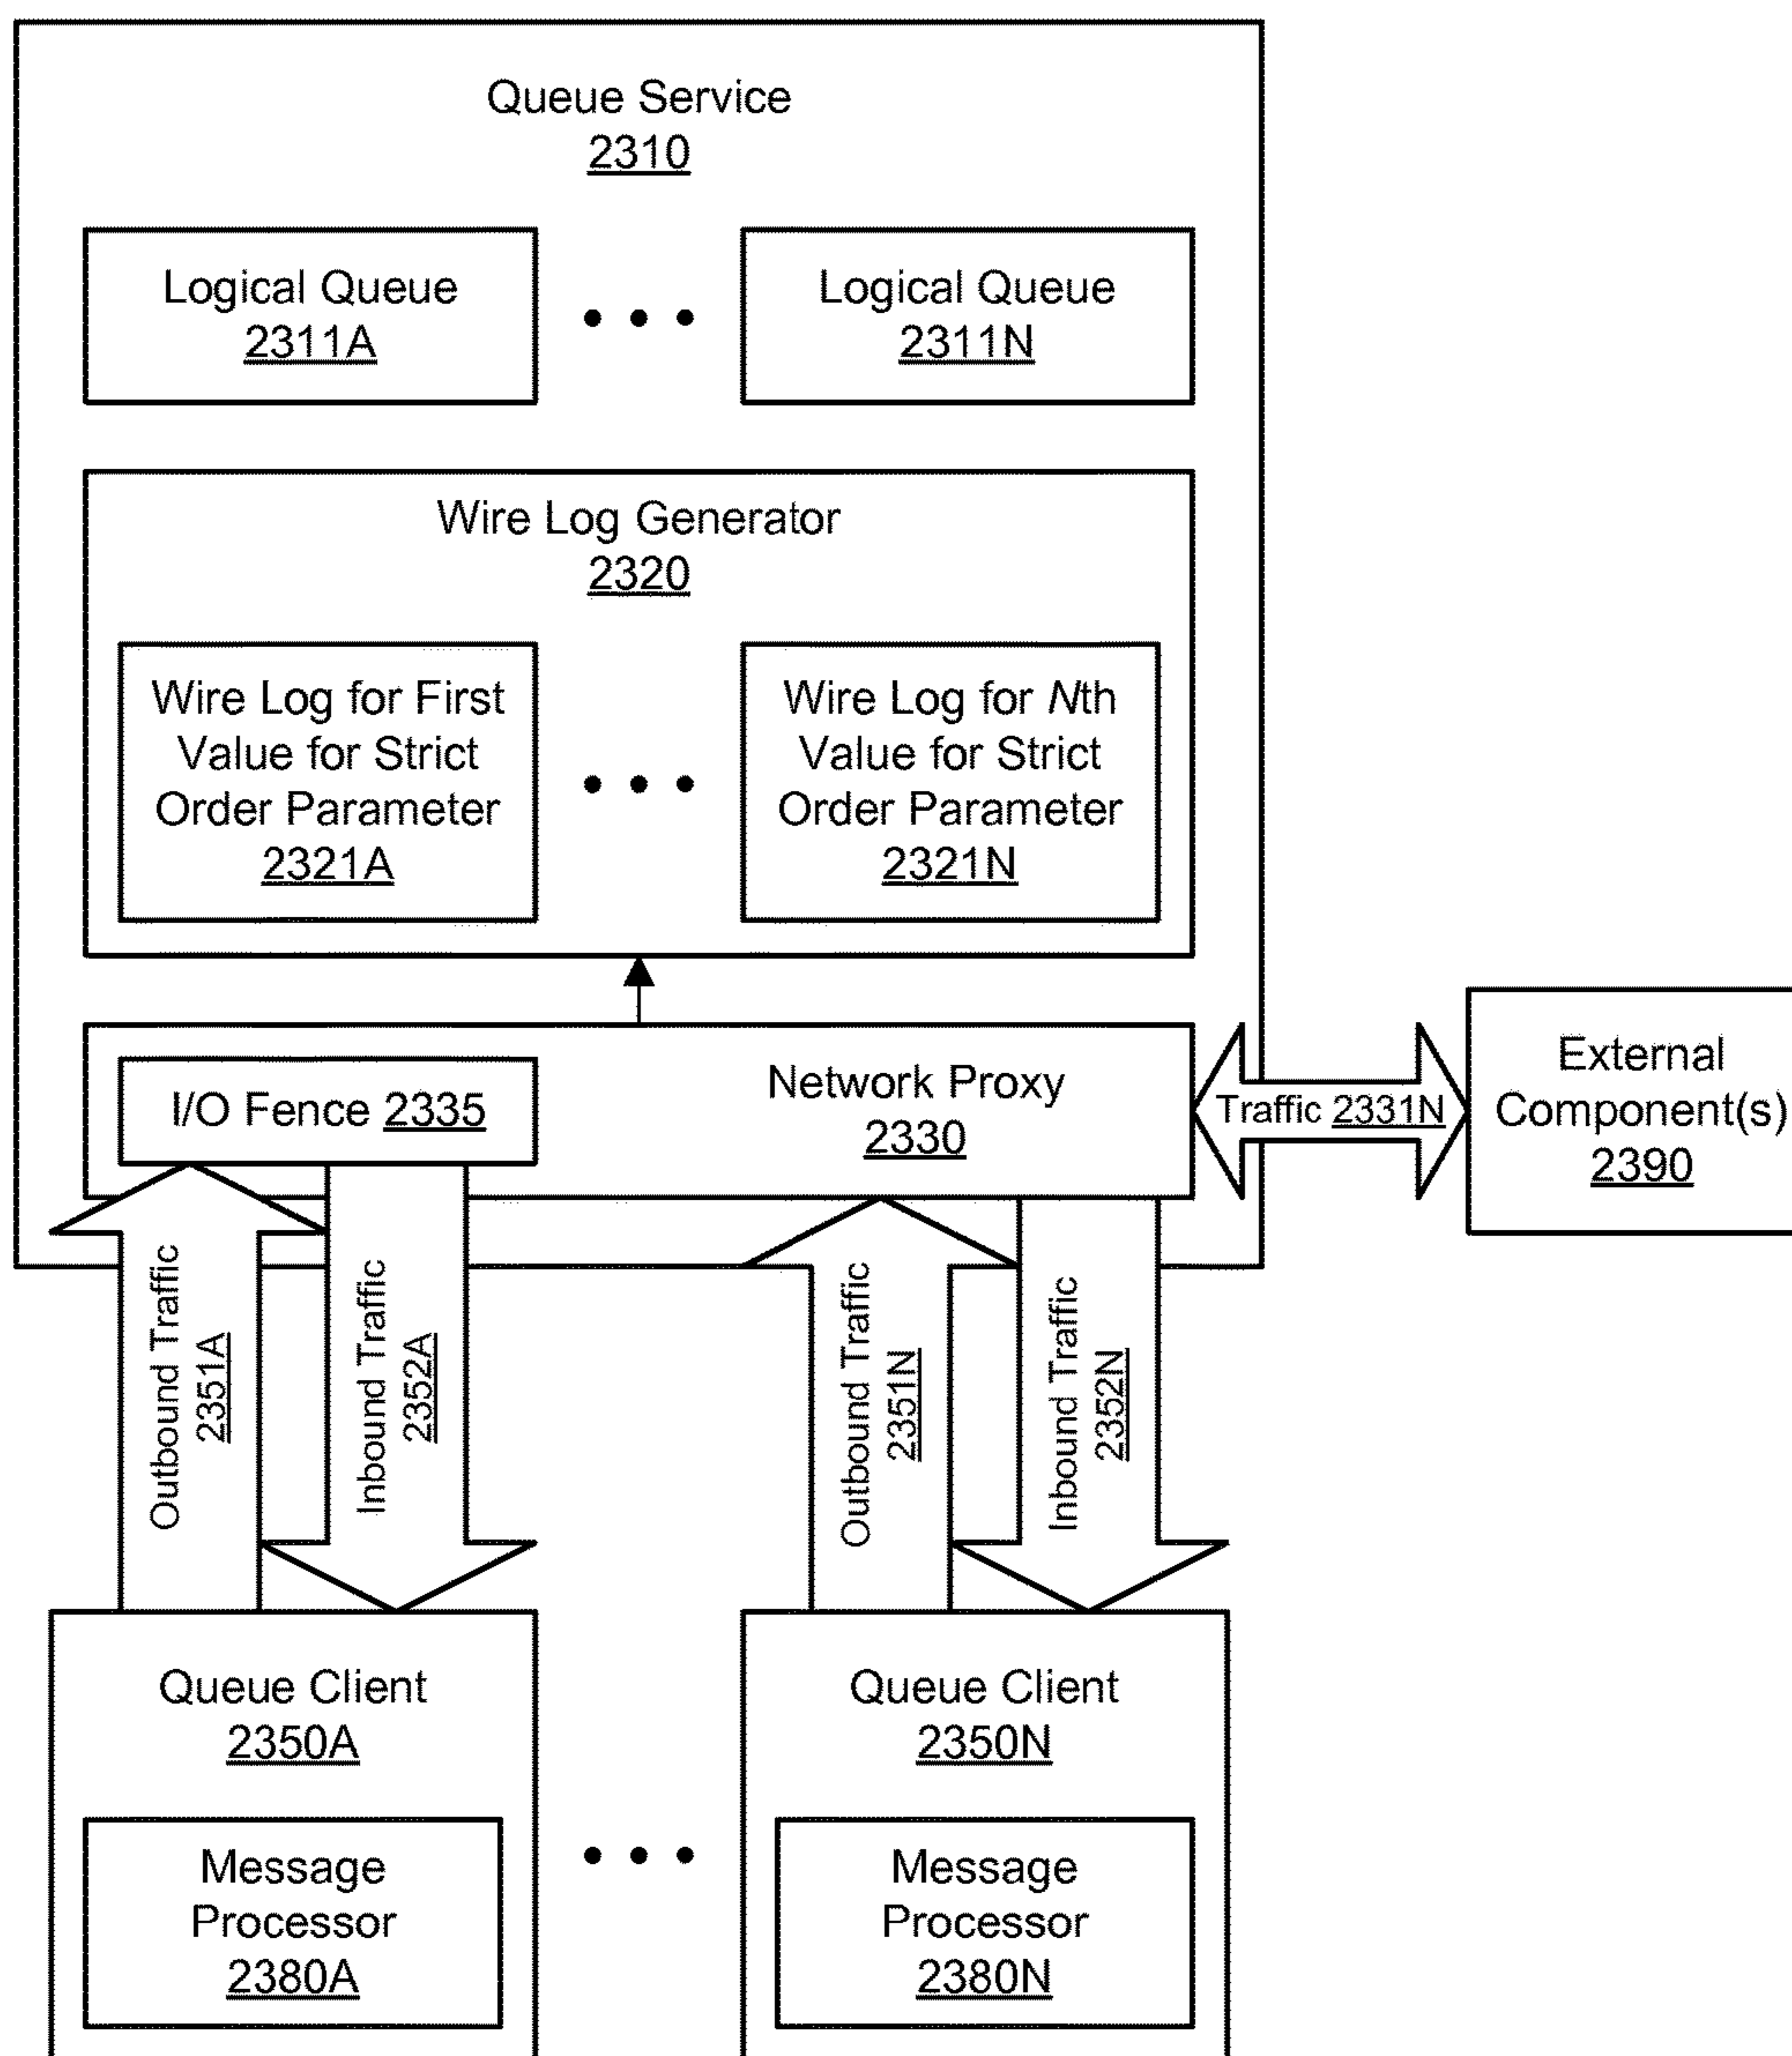 Queue Service
2310
Logical Queue
2311A
Logical Queue
2311N
Wire Log Generator
2320
Wire Log for First
Value for Strict
Order Parameter
2321A
Wire Log for Nth
Value for Strict
Order Parameter
2321N
I/O Fence 2335
Network Proxy
2330
Traffic 2331N
External
Component(s)
2390
Outbound Traffic
2351A
Inbound Traffic
2352A
Outbound Traffic
2351N
Inbound Traffic
2352N
Queue Client
2350A
Message
Processor
2380A
Queue Client
2350N
Message
Processor
2380N